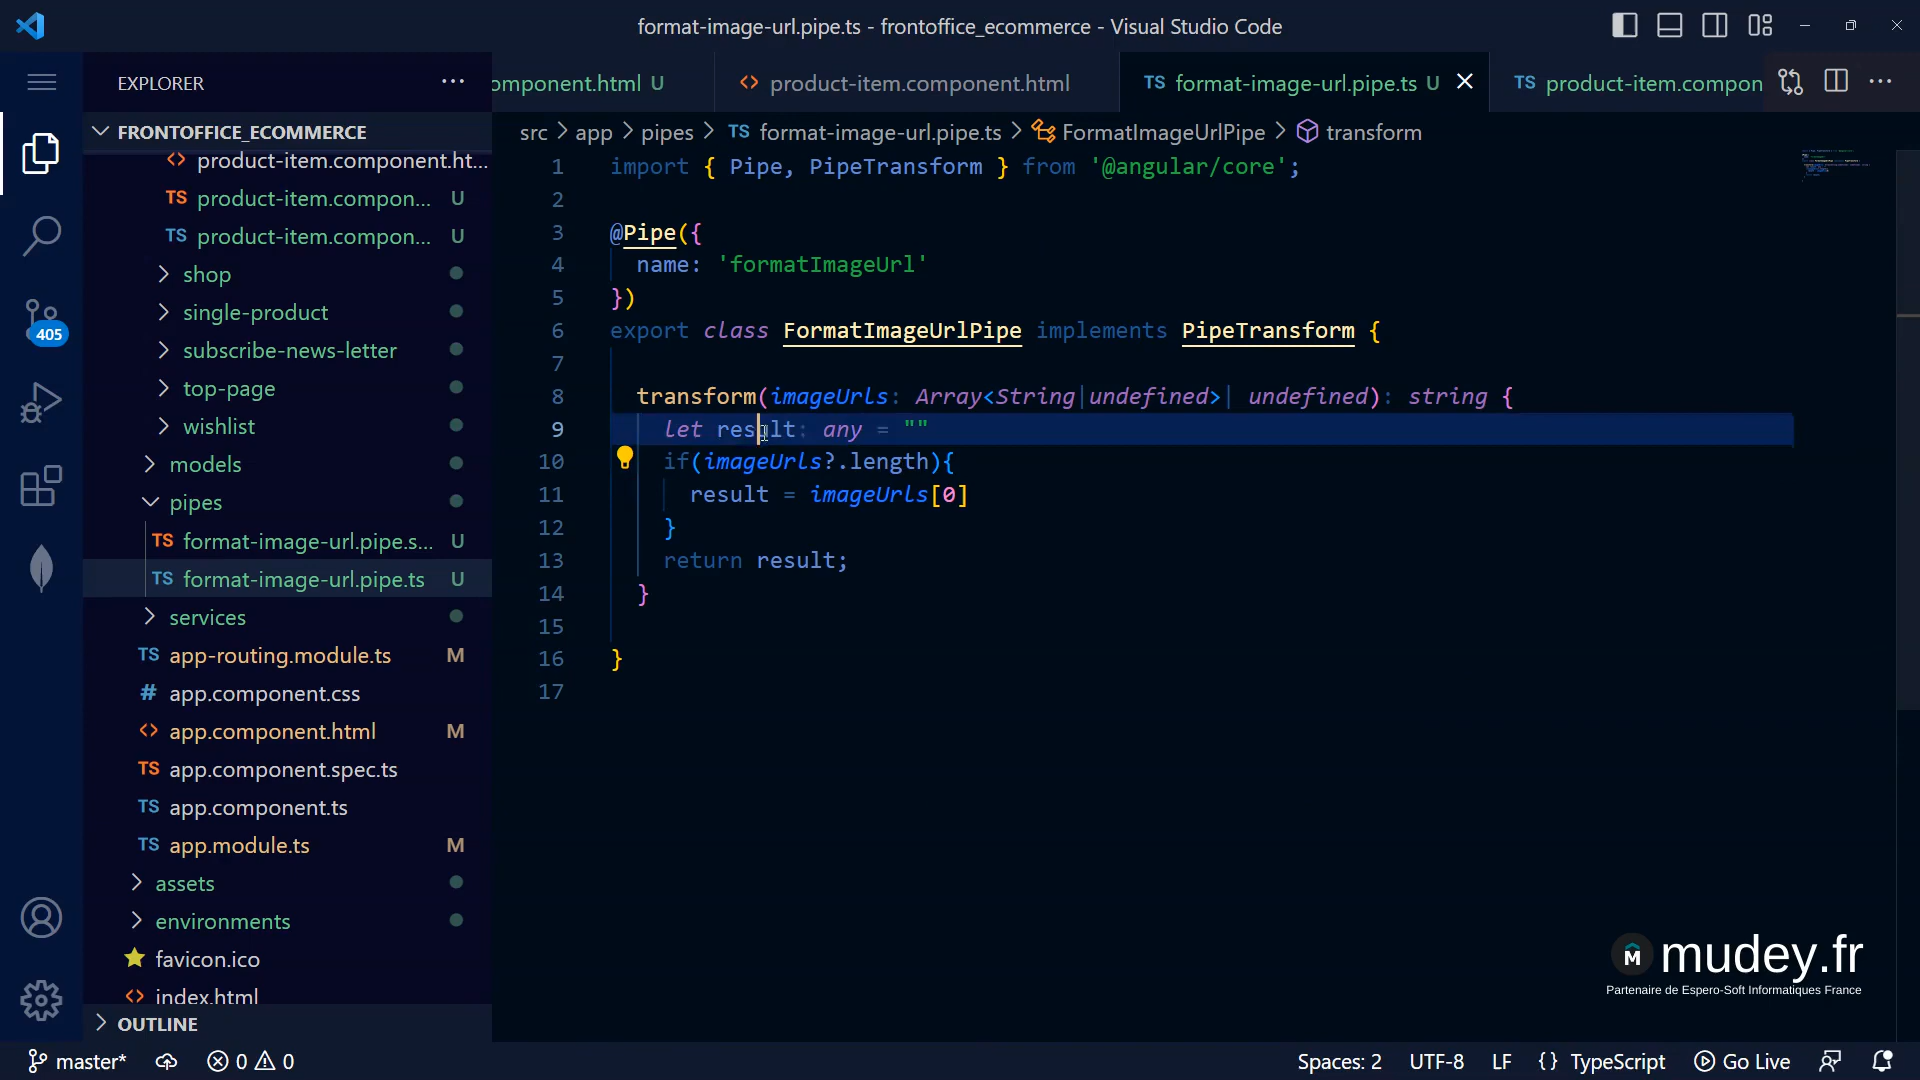 format-image-url.pipe.ts - frontoffice_ecommerce - Visual Studio Code
EXPLORER
omponent.html U
product-item.component.html
TS format-image-url.pipe.ts U
TS product-item.compon
FRONTOFFICE_ECOMMERCE
src > app > pipes > TS format-image-url.pipe.ts > FormatImageUrlPipe > transform
product-item.component.ht...
TS product-item.compon... U
TS product-item.compon... U
shop
single-product
subscribe-news-letter
top-page
wishlist
models
pipes
TS format-image-url.pipe.s... U
TS format-image-url.pipe.ts U
services
TS app-routing.module.ts M
# app.component.css
app.component.html M
TS app.component.spec.ts
TS app.component.ts
TS app.module.ts M
assets
environments
favicon.ico
index.html
OUTLINE
405
1 import { Pipe, PipeTransform } from '@angular/core';
2
3 @Pipe({
4 name: 'formatImageUrl'
5 })
6 export class FormatImageUrlPipe implements PipeTransform {
7
8 transform(imageUrls: Array<String|undefined>| undefined): string {
9 let result: any = ""
10 if(imageUrls?.length){
11 result = imageUrls[0]
12 }
13 return result;
14 }
15
16 }
17
M mudey.fr
Partenaire de Espero-Soft Informatiques France
master* 0 0
Spaces: 2 UTF-8 LF {} TypeScript Go Live